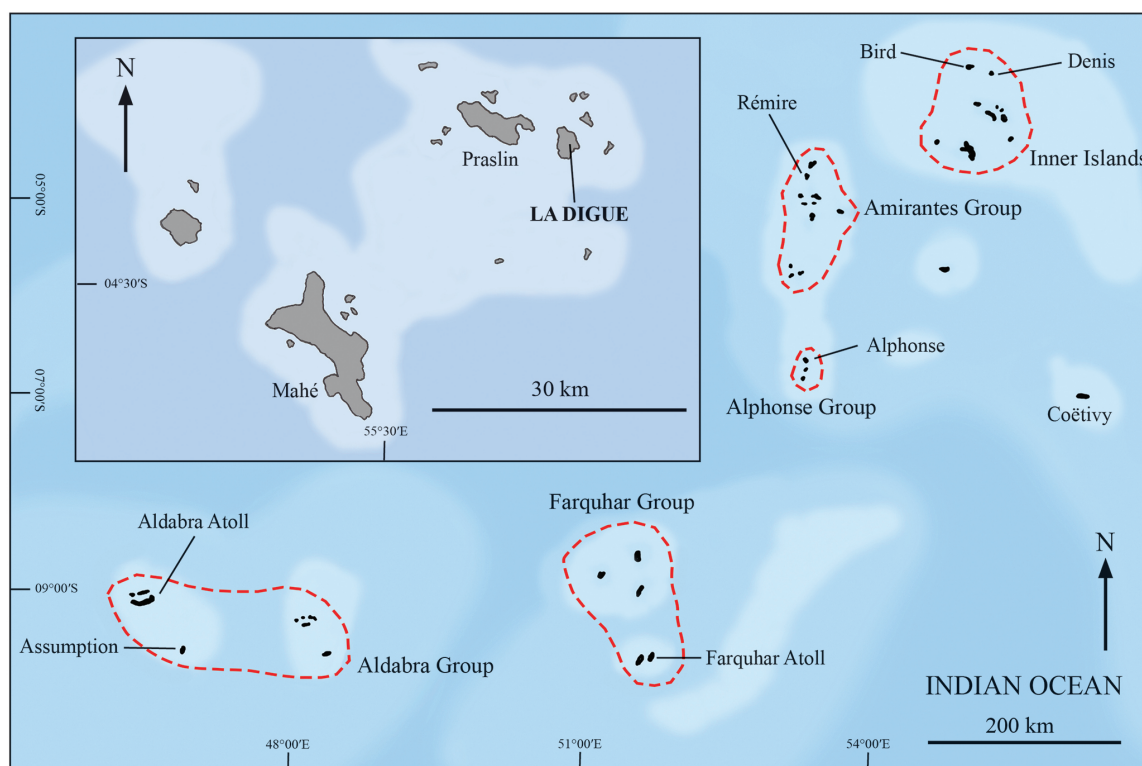 Bird
Denis
N
Rémire
Praslin
Inner Islands
05°00'S
LA DIGUE
Amirantes Group
04°30'S
Alphonse
30 km
07°00'S
Mahé
Alphonse Group
Coëtivy
55°30'E
Farquhar Group
Aldabra Atoll
N
09°00'S
Assumption
Farquhar Atoll
Aldabra Group
INDIAN OCEAN
200 km
48°00'E
51°00'E
54°00'E